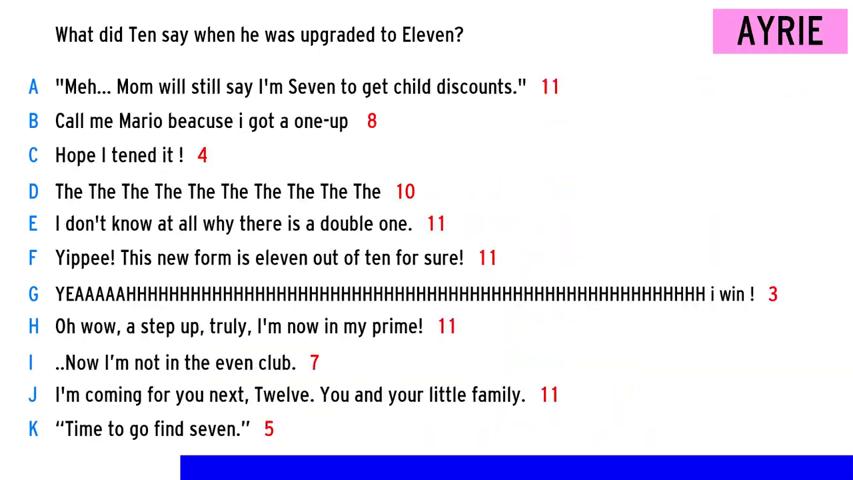 What did Ten say when he was upgraded to Eleven?
AYRIE
A "Meh... Mom will still say I'm Seven to get child discounts." 11
B Call me Mario beacuse i got a one-up 8
C Hope I tened it ! 4
D The The The The The The The The The The 10
E I don't know at all why there is a double one. 11
F Yippee! This new form is eleven out of ten for sure! 11
G YEAAAAAHHHHHHHHHHHHHHHHHHHHHHHHHHHHHHHHHHHHHHHHHHHHHHHHHHHHHH i win ! 3
H Oh wow, a step up, truly, I'm now in my prime! 11
I ..Now I’m not in the even club. 7
J I'm coming for you next, Twelve. You and your little family. 11
K “Time to go find seven.” 5